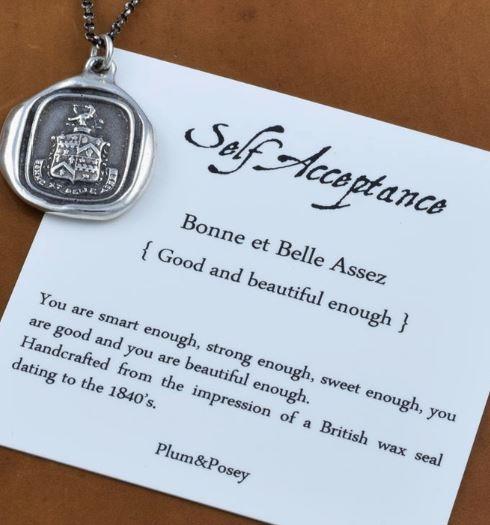 Self Acceptance
Bonne et Belle Assez
{ Good and beautiful enough }
You are smart enough, strong enough, sweet enough, you
are good and you are beautiful enough.
Handcrafted from the impression of a British wax seal
dating to the 1840's.
Plum&Posey